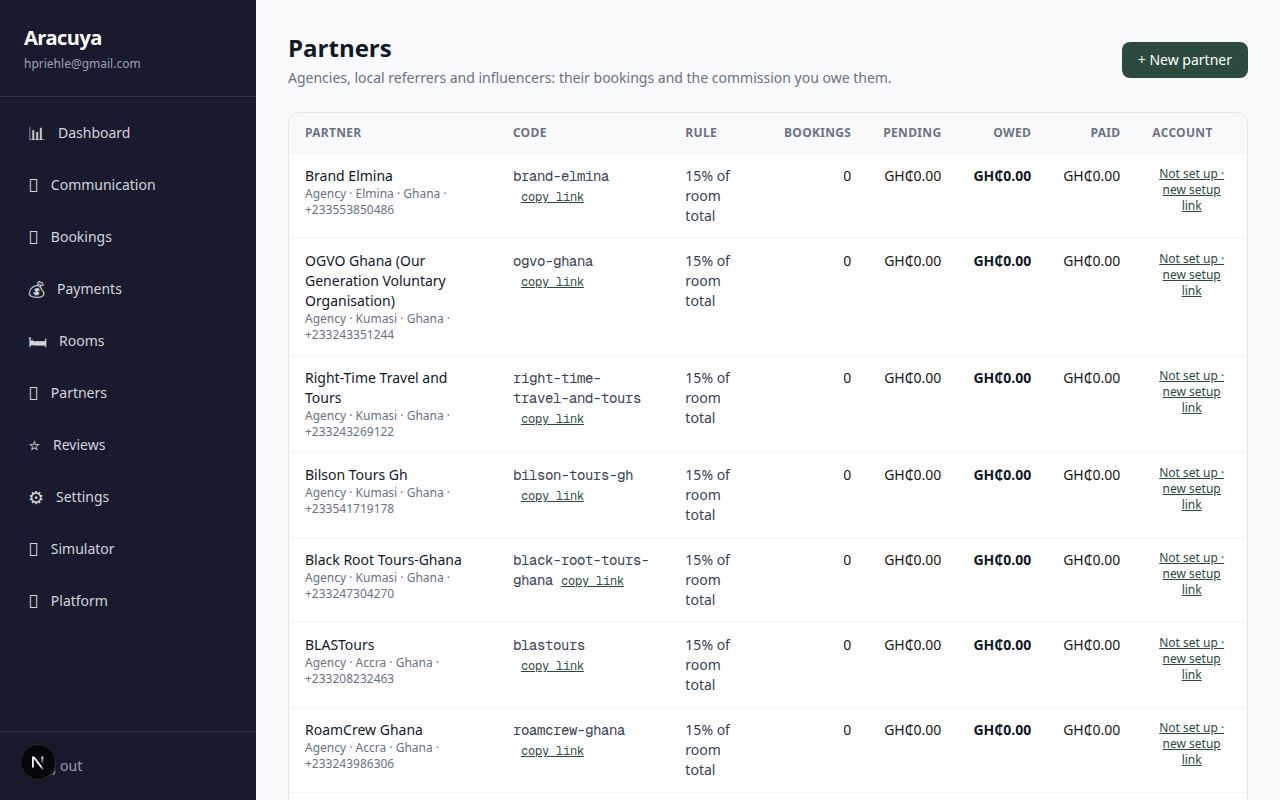 Aracuya
hpriehle@gmail.com
Dashboard
Communication
Bookings
Payments
Rooms
Partners
Reviews
Settings
Simulator
Platform
out
Partners
Agencies, local referrers and influencers: their bookings and the commission you owe them.
+ New partner
PARTNER CODE RULE BOOKINGS PENDING OWED PAID ACCOUNT
Brand Elmina
Agency · Elmina · Ghana ·
+233553850486
brand-elmina
copy link
15% of
room
total
0
GH₵0.00
GH₵0.00
GH₵0.00
Not set up ·
new setup
link
OGVO Ghana (Our
Generation Voluntary
Organisation)
Agency · Kumasi · Ghana ·
+233243351244
ogvo-ghana
copy link
15% of
room
total
0
GH₵0.00
GH₵0.00
GH₵0.00
Not set up ·
new setup
link
Right-Time Travel and
Tours
Agency · Kumasi · Ghana ·
+233243269122
right-time-
travel-and-tours
copy link
15% of
room
total
0
GH₵0.00
GH₵0.00
GH₵0.00
Not set up ·
new setup
link
Bilson Tours Gh
Agency · Kumasi · Ghana ·
+233541719178
bilson-tours-gh
copy link
15% of
room
total
0
GH₵0.00
GH₵0.00
GH₵0.00
Not set up ·
new setup
link
Black Root Tours-Ghana
Agency · Kumasi · Ghana ·
+233247304270
black-root-tours-
ghana copy link
15% of
room
total
0
GH₵0.00
GH₵0.00
GH₵0.00
Not set up ·
new setup
link
BLASTours
Agency · Accra · Ghana ·
+233208232463
blastours
copy link
15% of
room
total
0
GH₵0.00
GH₵0.00
GH₵0.00
Not set up ·
new setup
link
RoamCrew Ghana
Agency · Accra · Ghana ·
+233243986306
roamcrew-ghana
copy link
15% of
room
total
0
GH₵0.00
GH₵0.00
GH₵0.00
Not set up ·
new setup
link